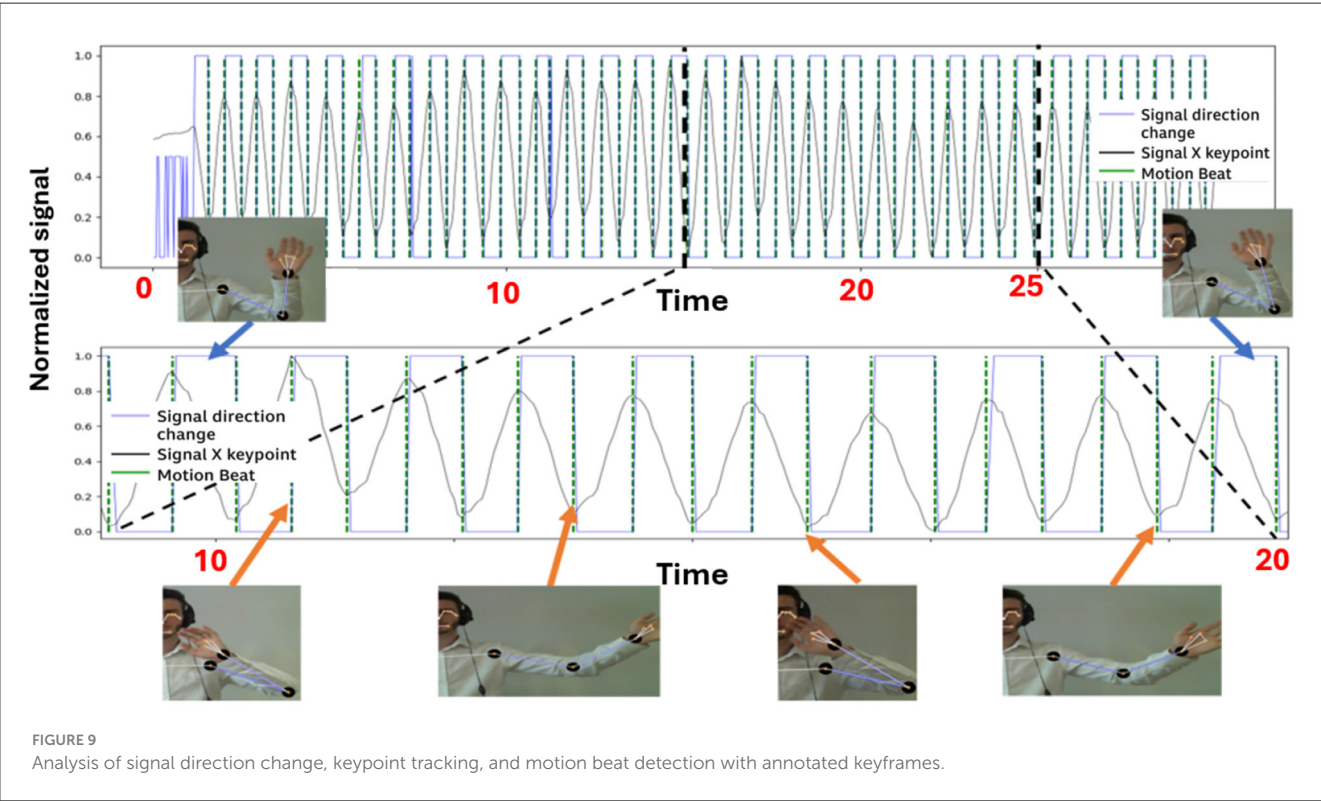 Normalized signal
1.0
0.8
0.6
0.4
0.2
0.0
Signal direction
change
Signal X keypoint
Motion Beat
0
10
Time
20
25
1.0
0.8
0.6
0.4
0.2
0.0
Signal direction
change
Signal X keypoint
Motion Beat
10
Time
20
FIGURE 9
Analysis of signal direction change, keypoint tracking, and motion beat detection with annotated keyframes.